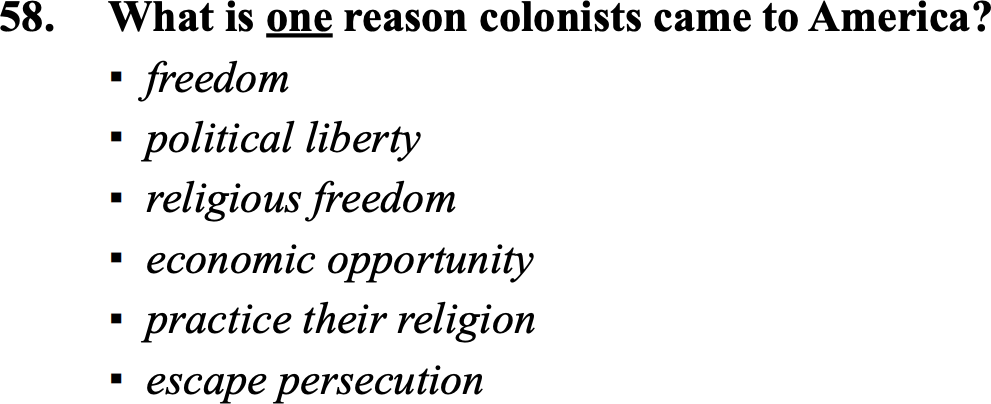 58. What is one reason colonists came to America?
▪ freedom
▪ political liberty
▪ religious freedom
▪ economic opportunity
▪ practice their religion
▪ escape persecution